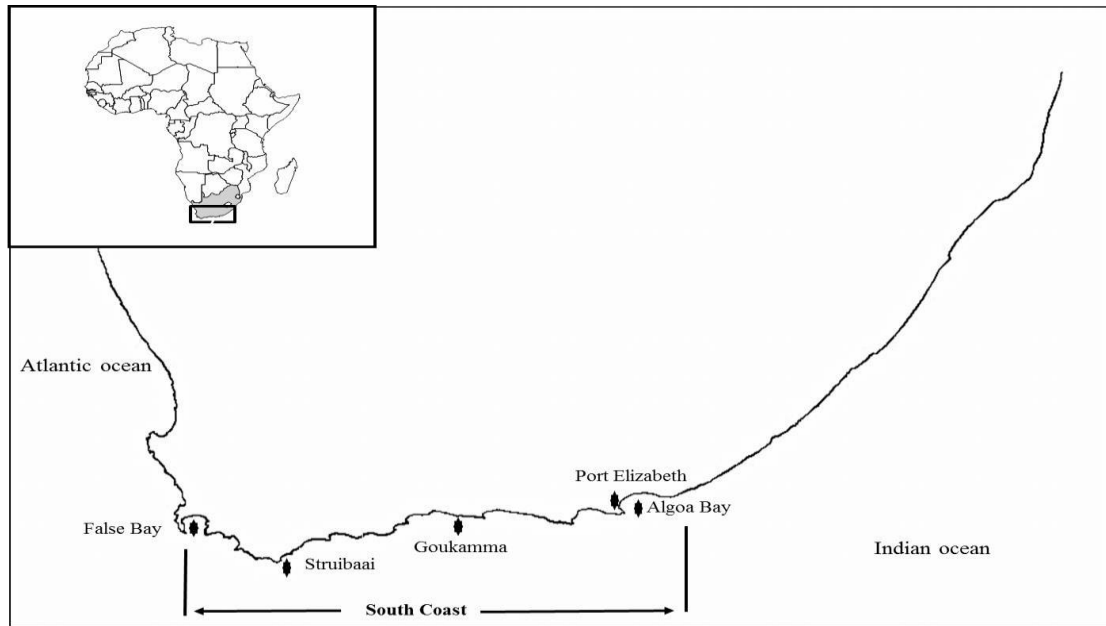 Atlantic ocean
Port Elizabeth
Algoa Bay
False Bay
Goukamma
Struibaai
Indian ocean
South Coast